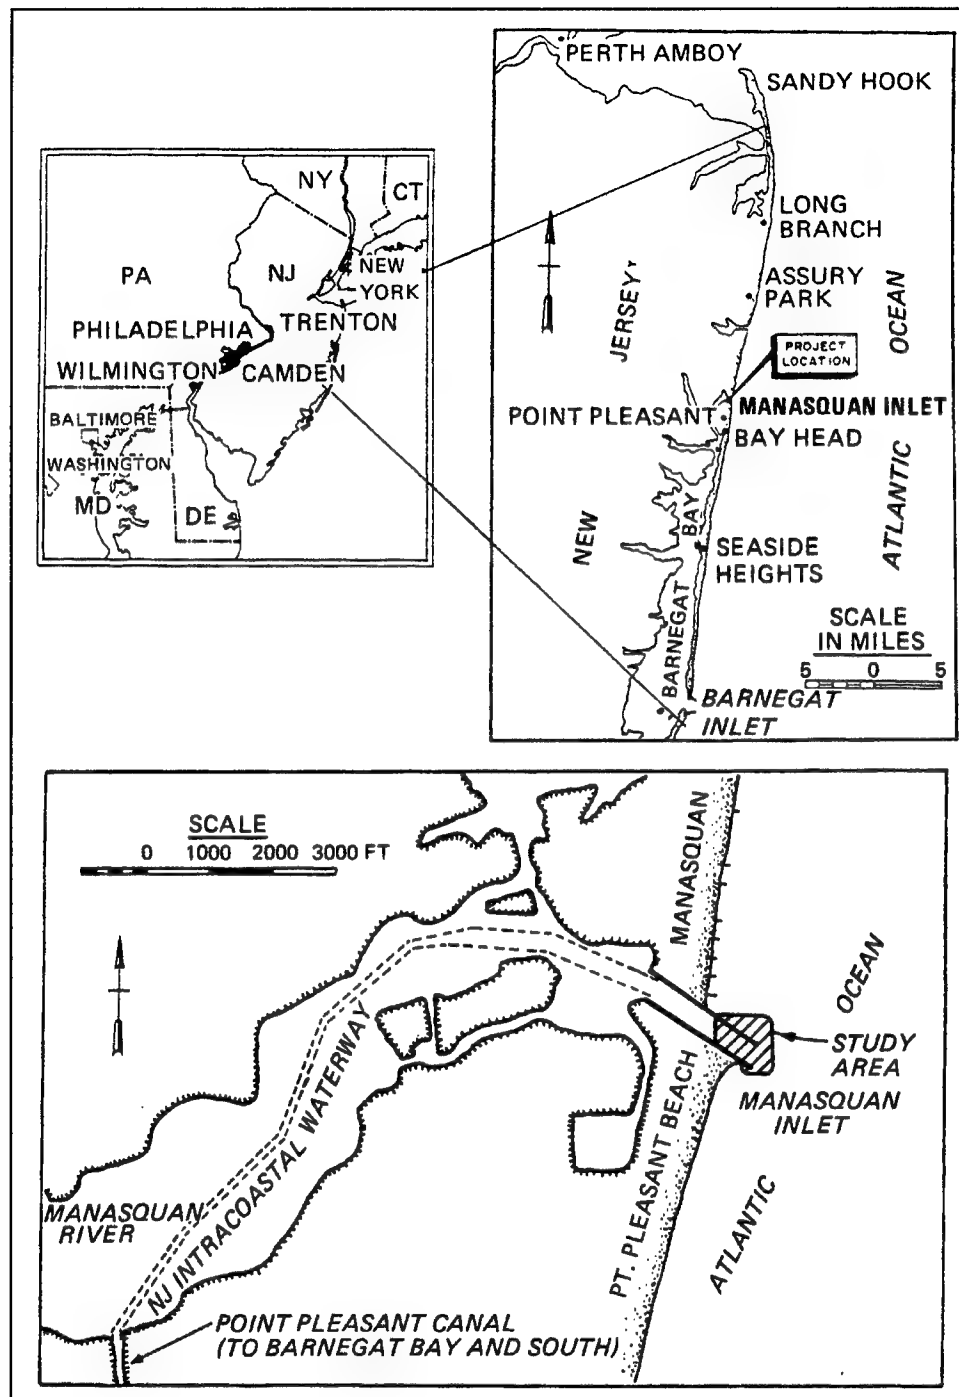 PERTH AMBOY
SANDY HOOK
LONG
BRANCH
ASSURY
PARK
OCEAN
JERSEY
PROJECT
LOCATION
POINT PLEASANT
MANASQUAN INLET
BAY HEAD
ATLANTIC
NEW
BAY
SEASIDE
HEIGHTS
BARNEGAT
SCALE
IN MILES
5 0 5
BARNEGAT
INLET
NY
CT
PA
NJ
NEW
YORK
TRENTON
PHILADELPHIA
WILMINGTON
CAMDEN
BALTIMORE
WASHINGTON
MD
DE
SCALE
0 1000 2000 3000 FT
MANASQUAN
OCEAN
STUDY
AREA
MANASQUAN
INLET
NJ INTRACOASTAL WATERWAY
PT. PLEASANT BEACH
ATLANTIC
MANASQUAN
RIVER
POINT PLEASANT CANAL
(TO BARNEGAT BAY AND SOUTH)